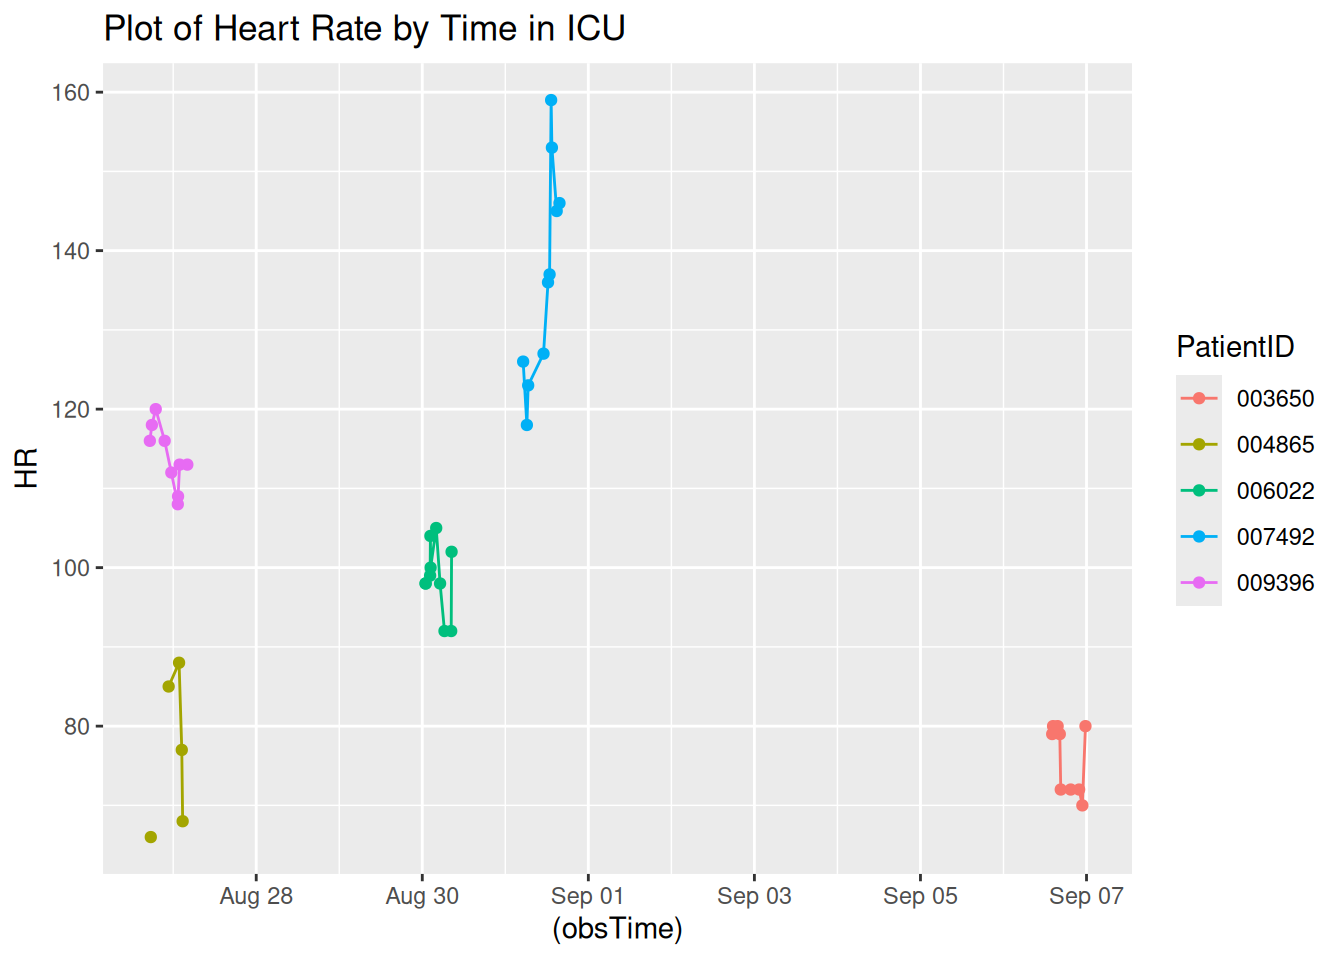 Plot of Heart Rate by Time in ICU
160
140
120
100
80
HR
Aug 28
Aug 30
Sep 01
Sep 03
Sep 05
Sep 07
(obsTime)
PatientID
003650
004865
006022
007492
009396